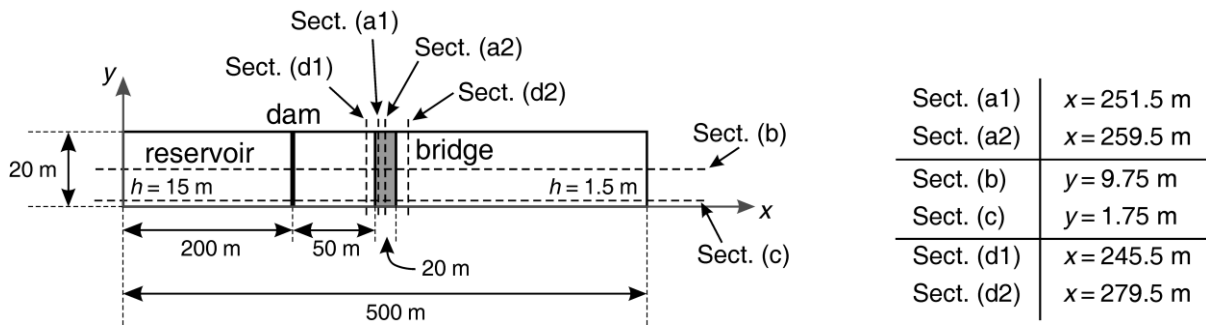 Sect. (a1)
Sect. (a2)
Sect. (d1)
Sect. (d2)
y
dam
Sect. (b)
reservoir
bridge
20 m
h = 15 m
h = 1.5 m
x
200 m
50 m
Sect. (c)
20 m
500 m
Sect. (a1) x = 251.5 m
Sect. (a2) x = 259.5 m
Sect. (b) y = 9.75 m
Sect. (c) y = 1.75 m
Sect. (d1) x = 245.5 m
Sect. (d2) x = 279.5 m